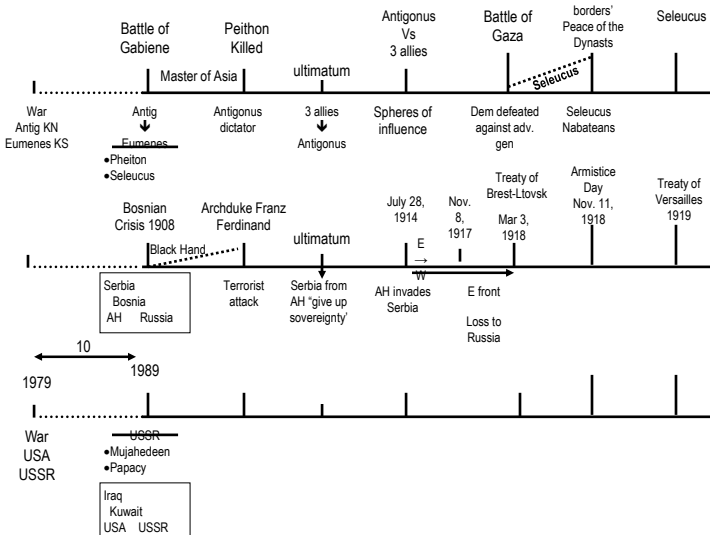 Battle of
Gabiene
Peithon
Killed
Antigonus
Vs
3 allies
Battle of
Gaza
borders’
Peace of the
Dynasts
Seleucus
Master of Asia
ultimatum
Seleucus
War
Antig KN
Eumenes KS
Antig
Eumenes
•Pheiton
•Seleucus
Antigonus
dictator
3 allies
Antigonus
Spheres of
influence
Dem defeated
against adv.
gen
Seleucus
Nabateans
Bosnian
Crisis 1908
Archduke Franz
Ferdinand
ultimatum
July 28,
1914
Nov.
8,
1917
Treaty of
Brest-Ltovsk
Mar 3,
1918
Armistice
Day
Nov. 11,
1918
Treaty of
Versailles
1919
Black Hand
E
→
W
Serbia
Bosnia
AH Russia
Terrorist
attack
Serbia from
AH “give up
sovereignty’
AH invades
Serbia
E front
Loss to
Russia
10
1979
1989
War
USA
USSR
USSR
•Mujahedeen
•Papacy
Iraq
Kuwait
USA USSR